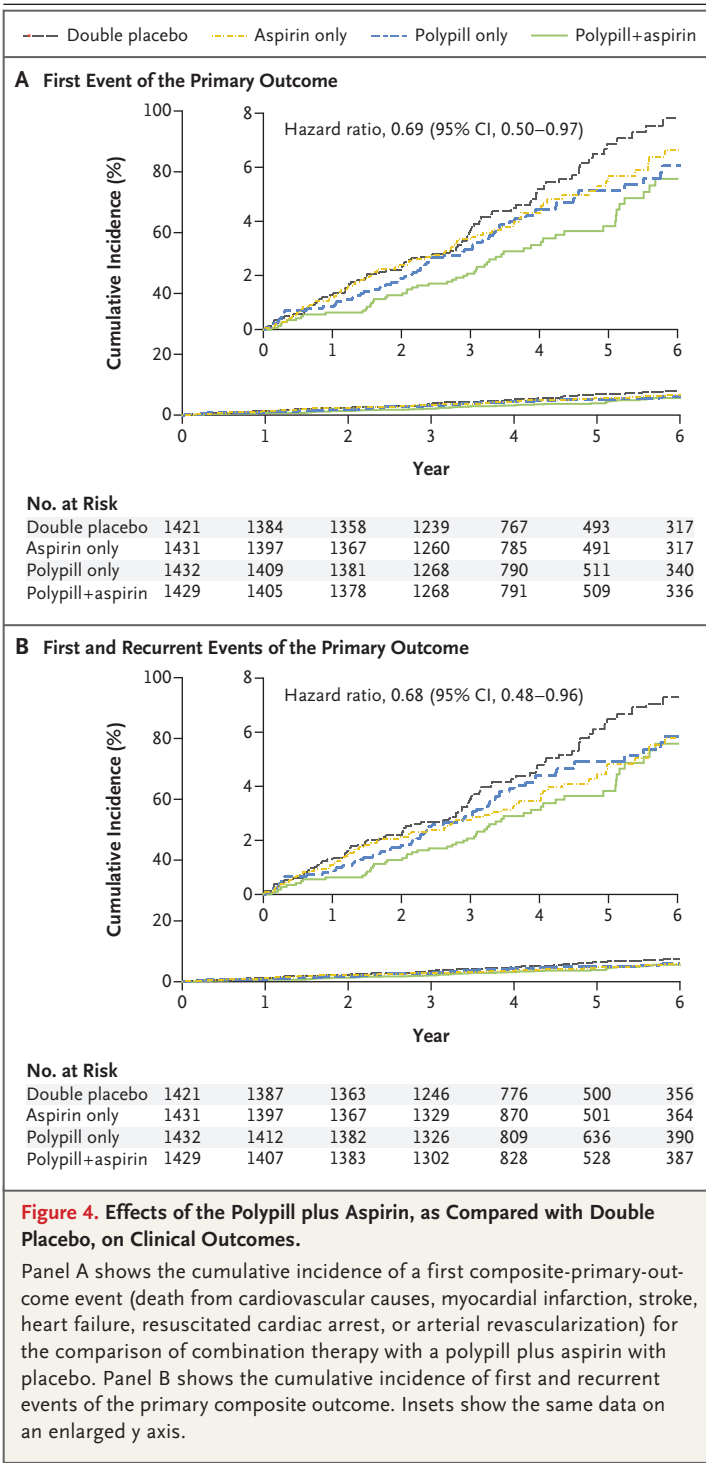 Double placebo Aspirin only Polypill only Polypill+aspirin
A First Event of the Primary Outcome
Cumulative Incidence (%)
100
80
60
40
20
0
8
6
4
2
0
Hazard ratio, 0.69 (95% CI, 0.50–0.97)
0 1 2 3 4 5 6
0 1 2 3 4 5 6
Year
No. at Risk
Double placebo 1421 1384 1358 1239 767 493 317
Aspirin only 1431 1397 1367 1260 785 491 317
Polypill only 1432 1409 1381 1268 790 511 340
Polypill+aspirin 1429 1405 1378 1268 791 509 336
B First and Recurrent Events of the Primary Outcome
Cumulative Incidence (%)
100
80
60
40
20
0
8
6
4
2
0
Hazard ratio, 0.68 (95% CI, 0.48–0.96)
0 1 2 3 4 5 6
0 1 2 3 4 5 6
Year
No. at Risk
Double placebo 1421 1387 1363 1246 776 500 356
Aspirin only 1431 1397 1367 1329 870 501 364
Polypill only 1432 1412 1382 1326 809 636 390
Polypill+aspirin 1429 1407 1383 1302 828 528 387
Figure 4. Effects of the Polypill plus Aspirin, as Compared with Double
Placebo, on Clinical Outcomes.
Panel A shows the cumulative incidence of a first composite-primary-out-
come event (death from cardiovascular causes, myocardial infarction, stroke,
heart failure, resuscitated cardiac arrest, or arterial revascularization) for
the comparison of combination therapy with a polypill plus aspirin with
placebo. Panel B shows the cumulative incidence of first and recurrent
events of the primary composite outcome. Insets show the same data on
an enlarged y axis.